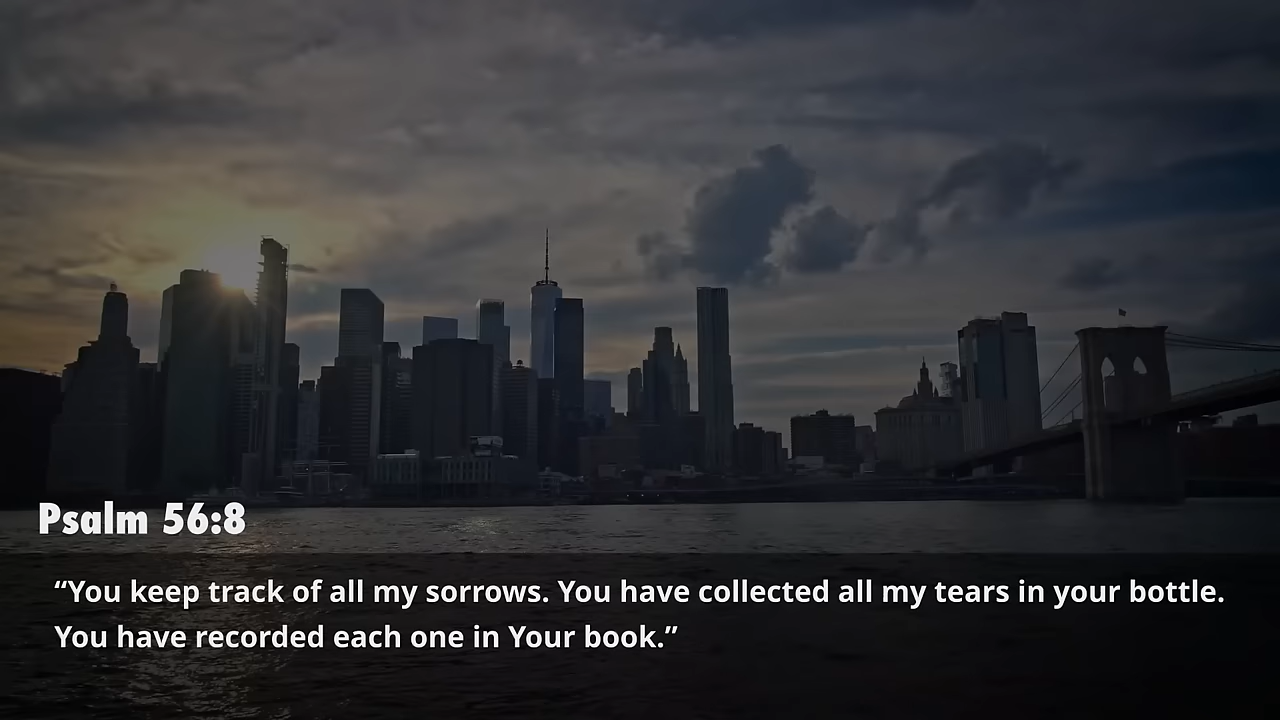 Psalm 56:8
“You keep track of all my sorrows. You have collected all my tears in your bottle.
You have recorded each one in Your book.”